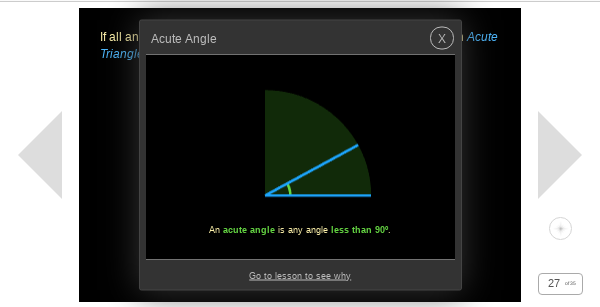 If all an
Acute
Triangl
Acute Angle
X
An acute angle is any angle less than 90º.
Go to lesson to see why
27 of 35